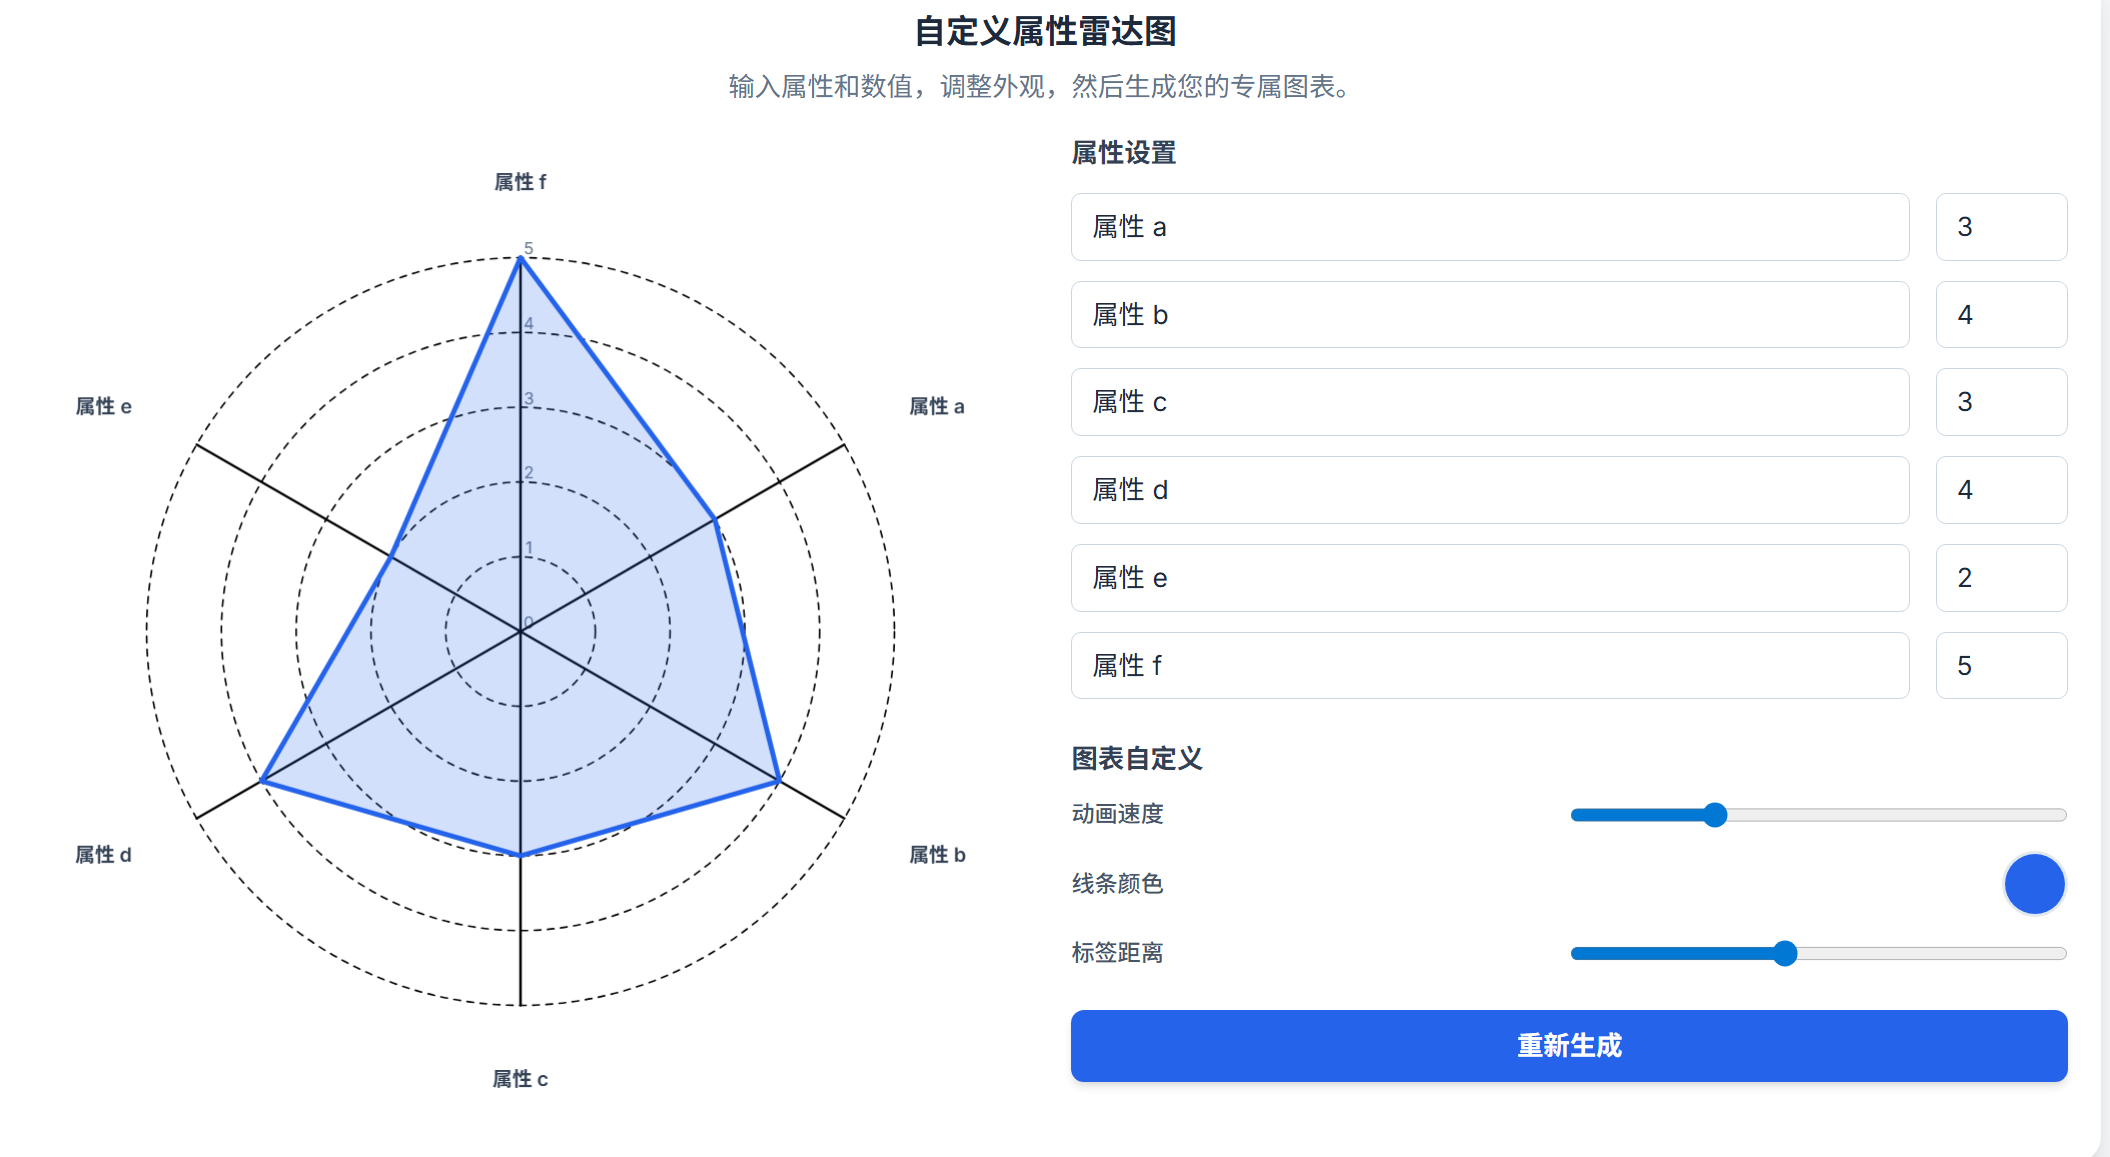 自定义属性雷达图
输入属性和数值，调整外观，然后生成您的专属图表。
属性 f
5
4
3
2
1
0
属性 e
属性 a
属性 d
属性 b
属性 c
属性设置
属性 a 3
属性 b 4
属性 c 3
属性 d 4
属性 e 2
属性 f 5
图表自定义
动画速度
线条颜色
标签距离
重新生成